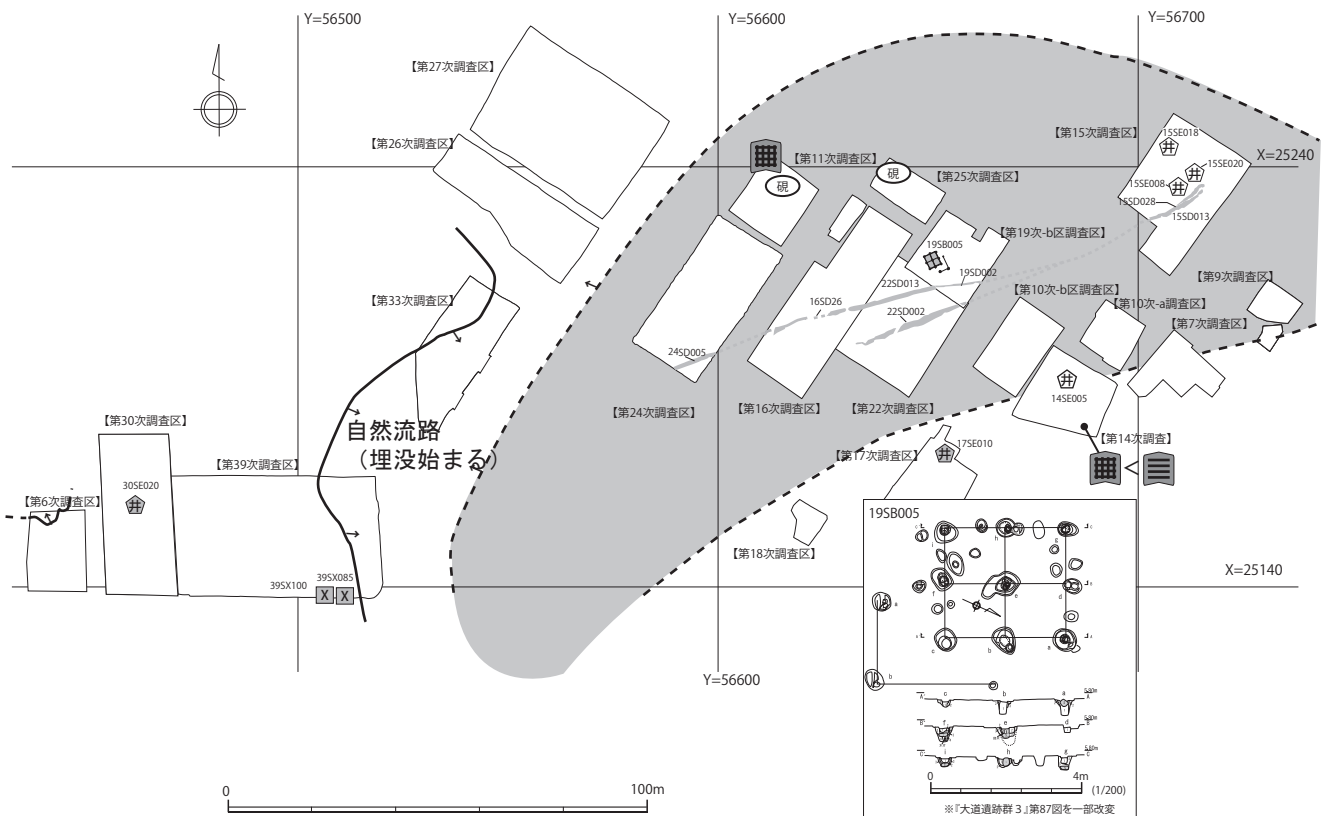 Y=56500
Y=56600
Y=56700
【第27次調査区】
【第26次調査区】
【第15次調査区】
15SE018
井
X=25240
【第11次調査区】
硯
硯
【第25次調査区】
15SE020
井
15SE008
井
15SD028
15SD013
【第19次-b区調査区】
19SB005
19SD002
22SD013
16SD26
22SD002
24SD005
【第9次調査区】
【第10次-b区調査区】
【第10次-a調査区】
【第7次調査区】
【第33次調査区】
井
14SE005
【第24次調査区】
【第16次調査区】
【第22次調査区】
【第30次調査区】
自然流路
（埋没始まる）
【第14次調査】
17SE010
井
【第17次調査区】
【第39次調査区】
30SE020
井
【第6次調査区】
【第18次調査区】
39SX085
39SX100
X
X
X=25140
Y=56600
19SB005
i
h
g
f
e
d
a
c
b
a
b
c
b
a
f
e
d
i
h
g
0
4m
(1/200)
※『大道遺跡群３』第87図を一部改変
0
100m